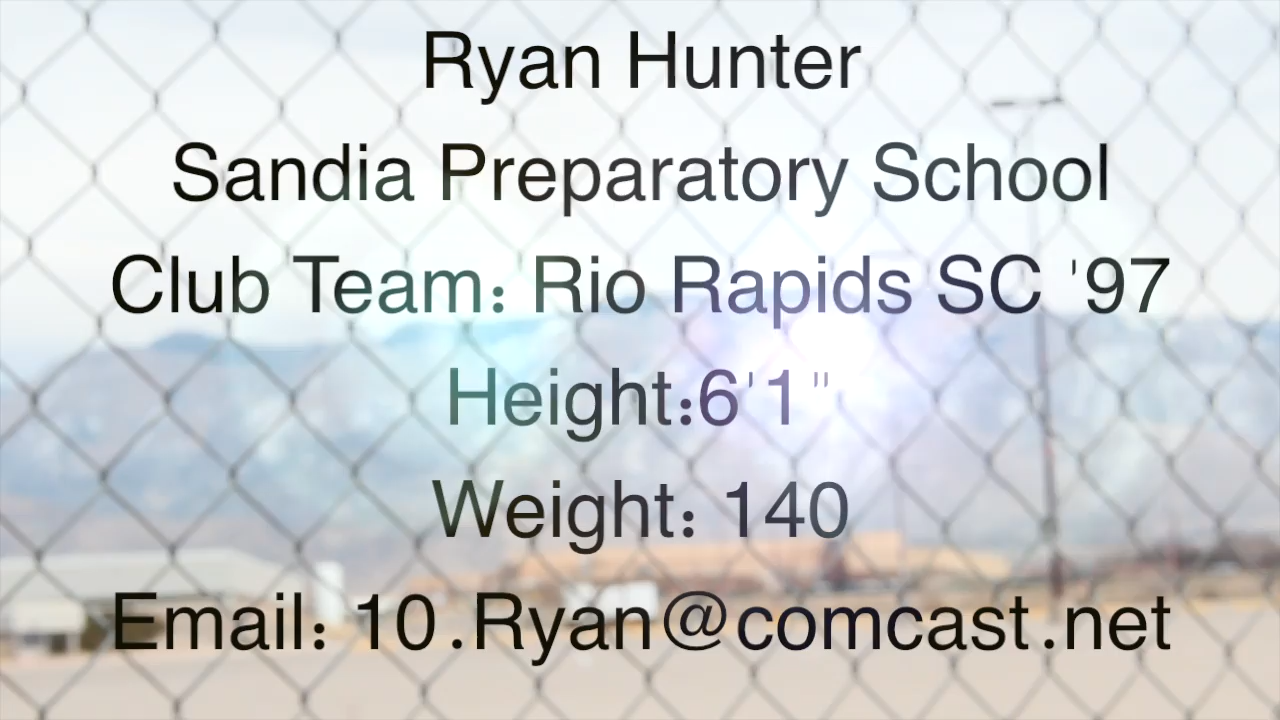 Ryan Hunter
Sandia Preparatory School
Club Team: Rio Rapids SC '97
Height:6'1"
Weight: 140
Email: 10.Ryan@comcast.net